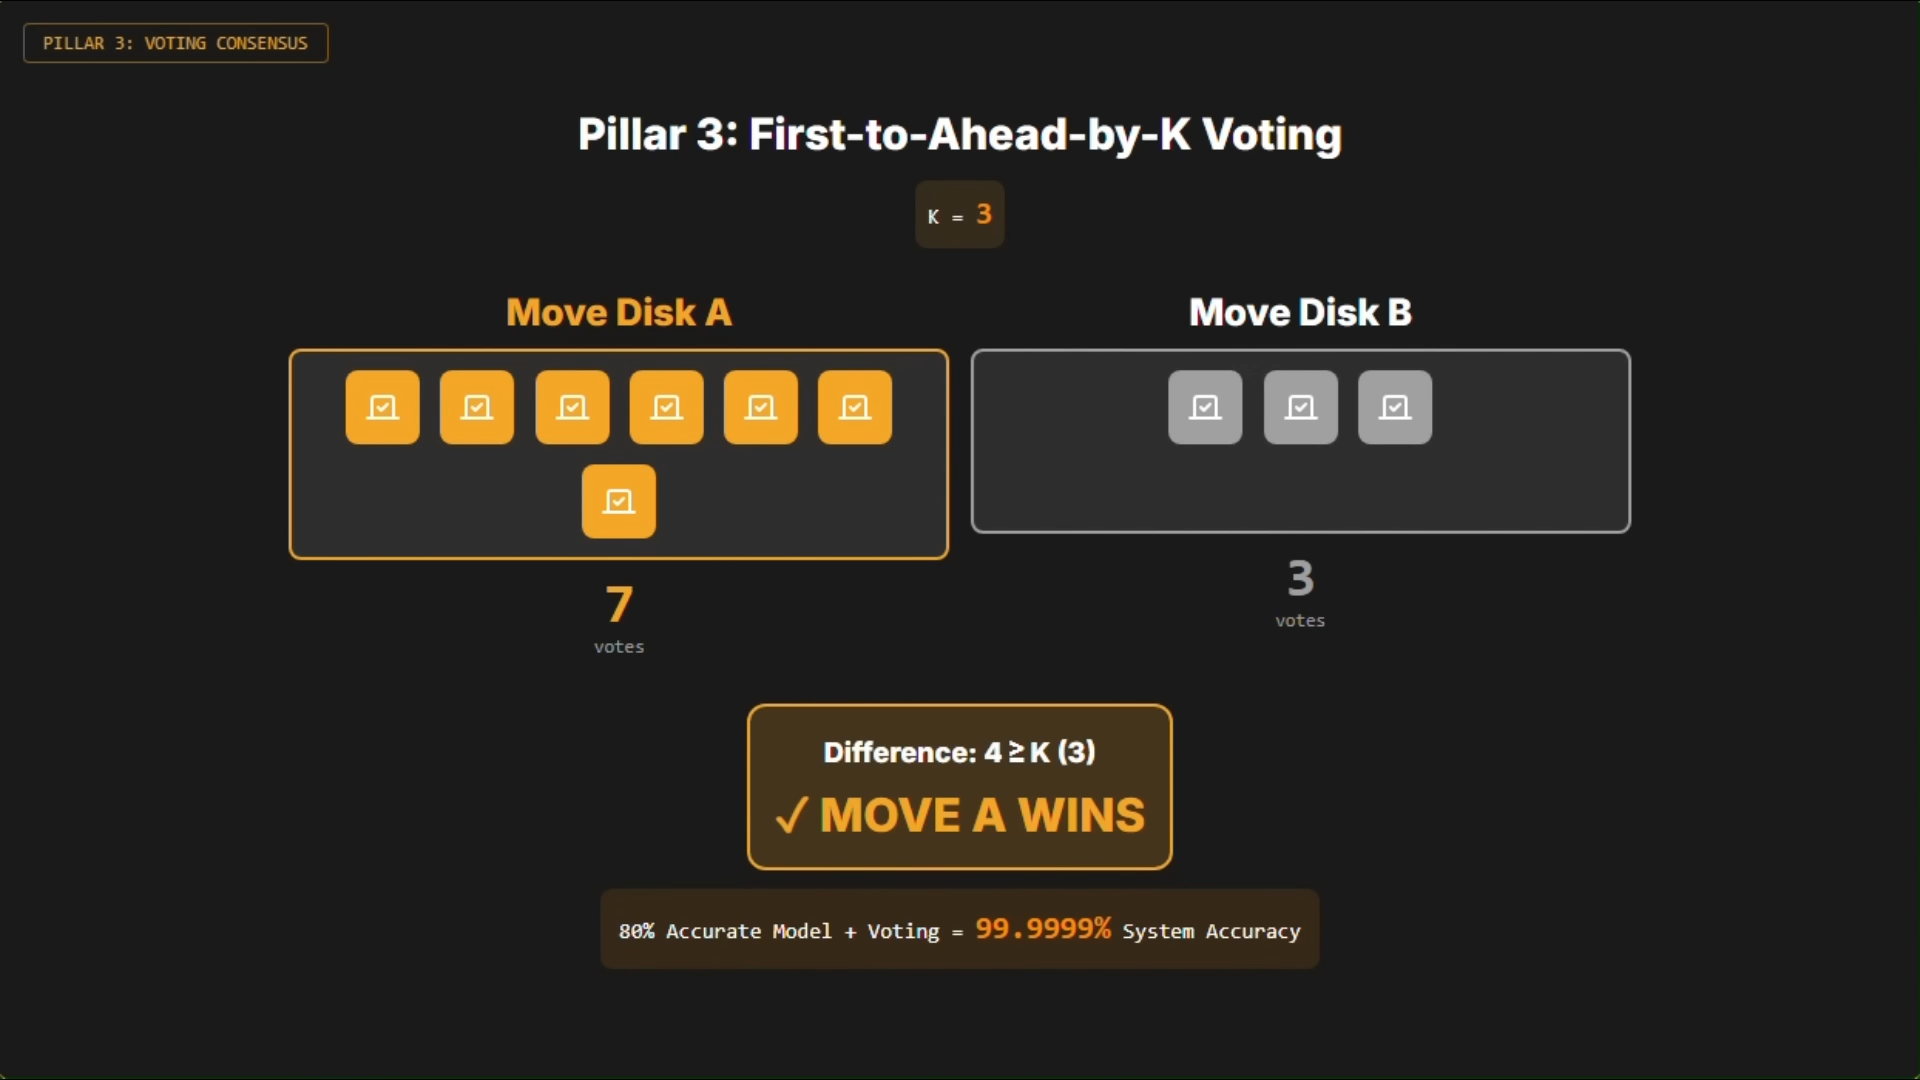 PILLAR 3: VOTING CONSENSUS
Pillar 3: First-to-Ahead-by-K Voting
K = 3
Move Disk A
Move Disk B
7
votes
3
votes
Difference: 4 ≥ K (3)
✓ MOVE A WINS
80% Accurate Model + Voting = 99.9999% System Accuracy